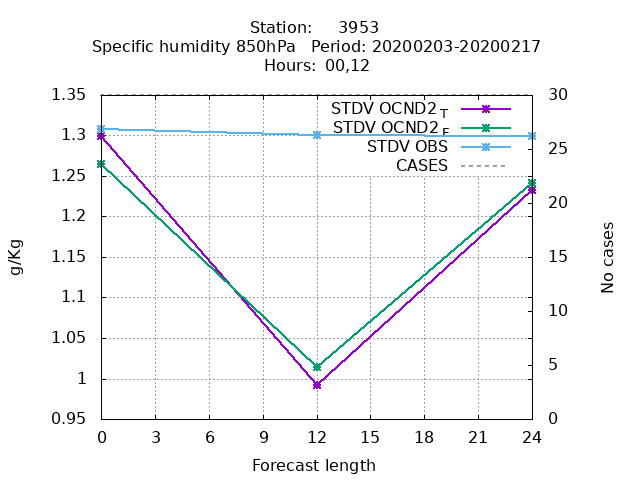 Station: 3953
Specific humidity 850hPa Period: 20200203-20200217
Hours: 00,12
1.35
1.3
1.25
1.2
1.15
1.1
1.05
1
0.95
g/Kg
STDV OCND2 T
STDV OCND2 F
STDV OBS
CASES
30
25
20
15
10
5
0
No cases
0 3 6 9 12 15 18 21 24
Forecast length